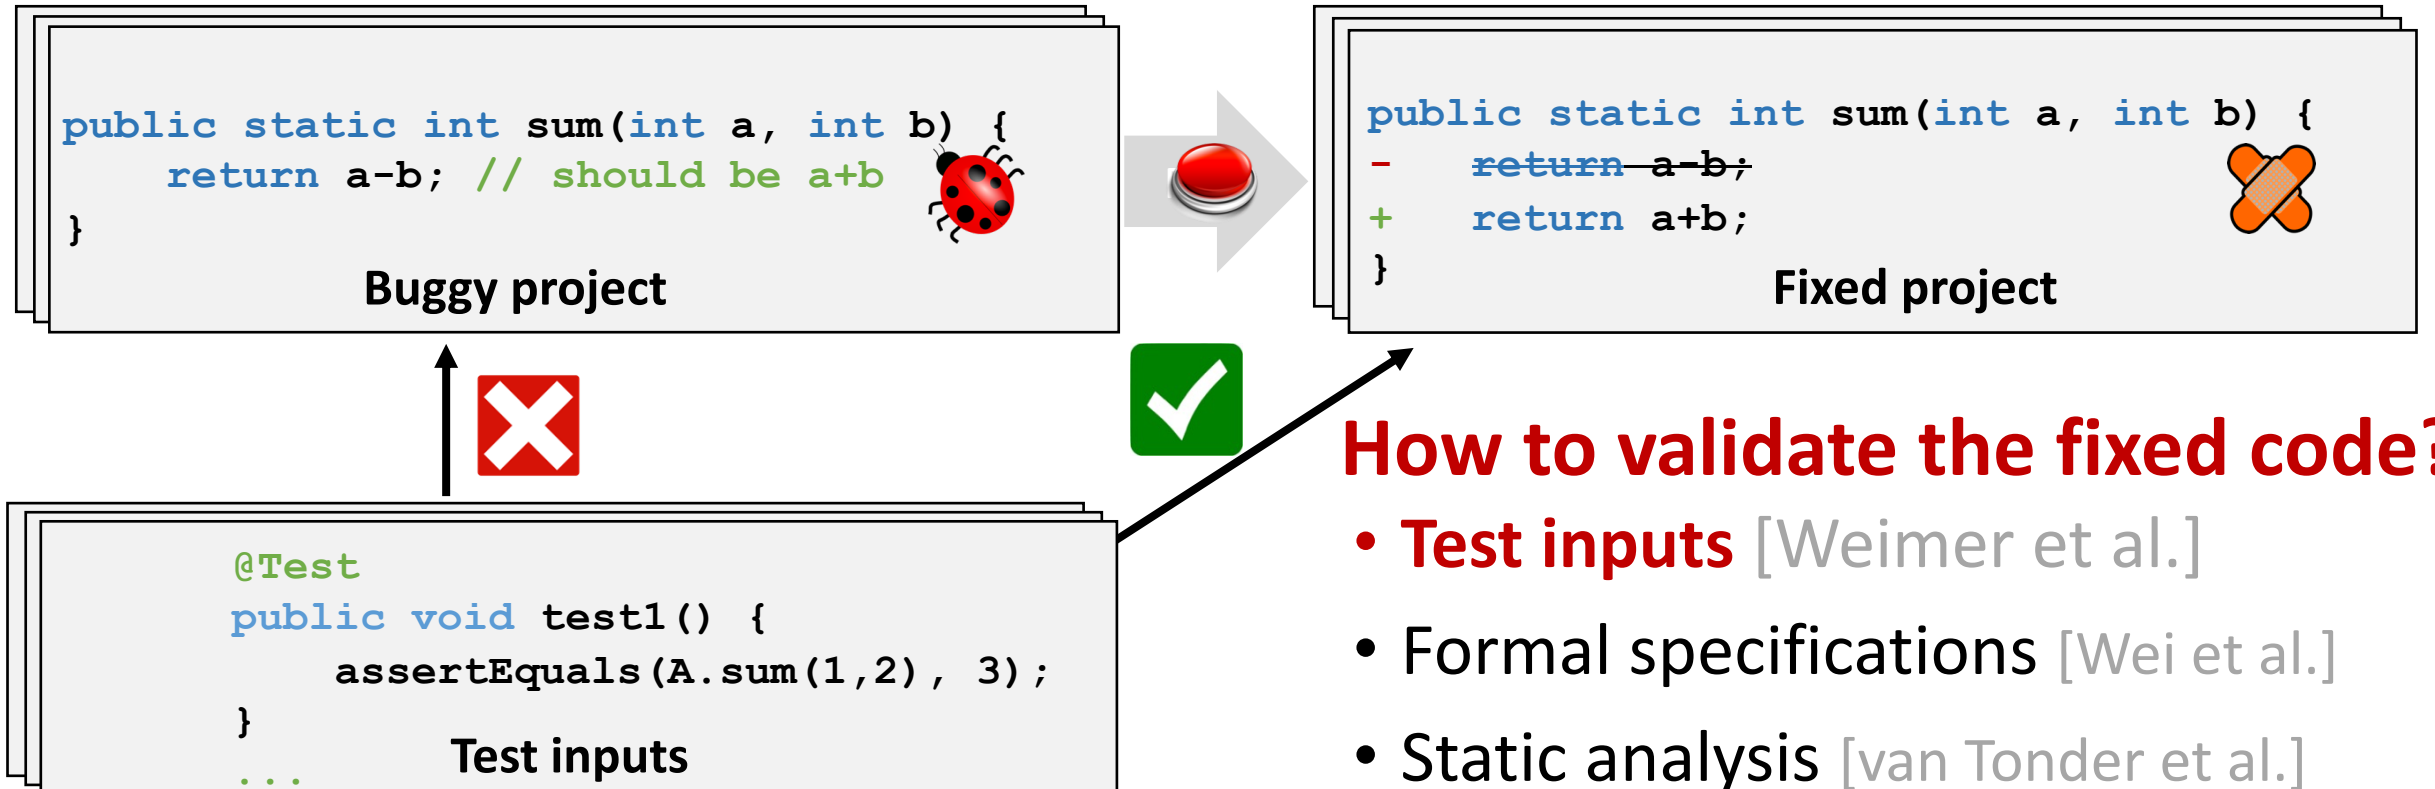 public static int sum(int a, int b) {
return a-b; // should be a+b
}
Buggy project
public static int sum(int a, int b) {
- return a-b;
+ return a+b;
}
Fixed project
@Test
public void test1() {
assertEquals(A.sum(1,2), 3);
}
Test inputs
...
How to validate the fixed code?
• Test inputs [Weimer et al.]
• Formal specifications [Wei et al.]
• Static analysis [van Tonder et al.]